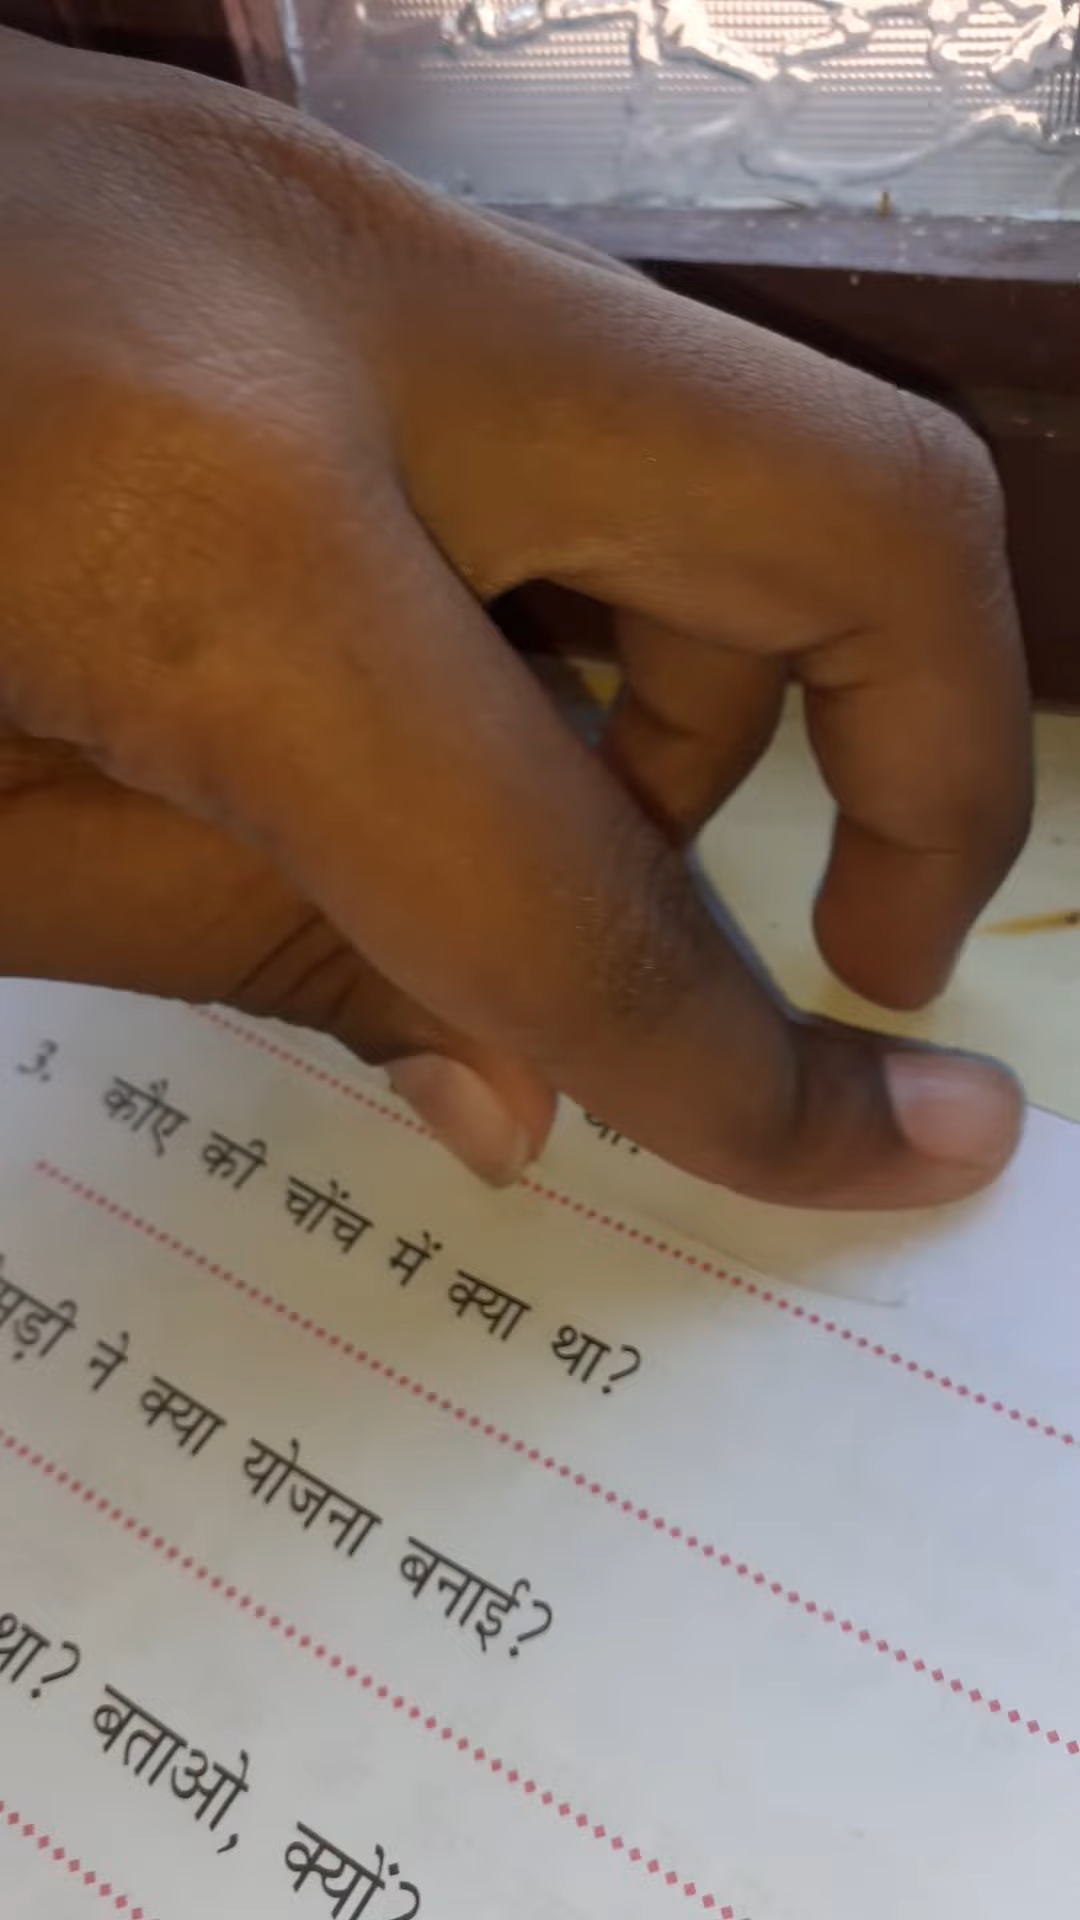 था?
3. कौए की चोंच में क्या था?
ने क्या योजना बनाई?
था? बताओ, क्यों?